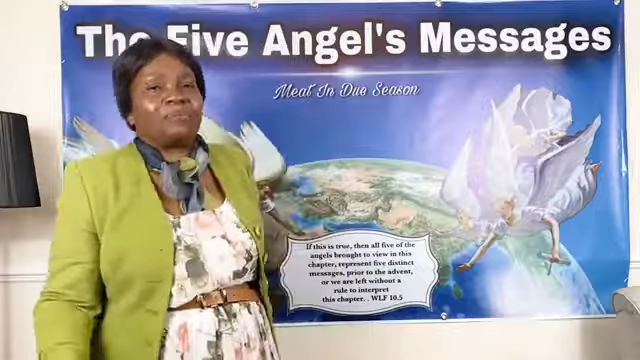 The Five Angel's Messages
Meat In Due Season
If this is true, then all five of the
angels brought to view in this
chapter, represent five distinct
messages, prior to the advent,
or we are left without a
rule to interpret
this chapter. . WLF 10.5